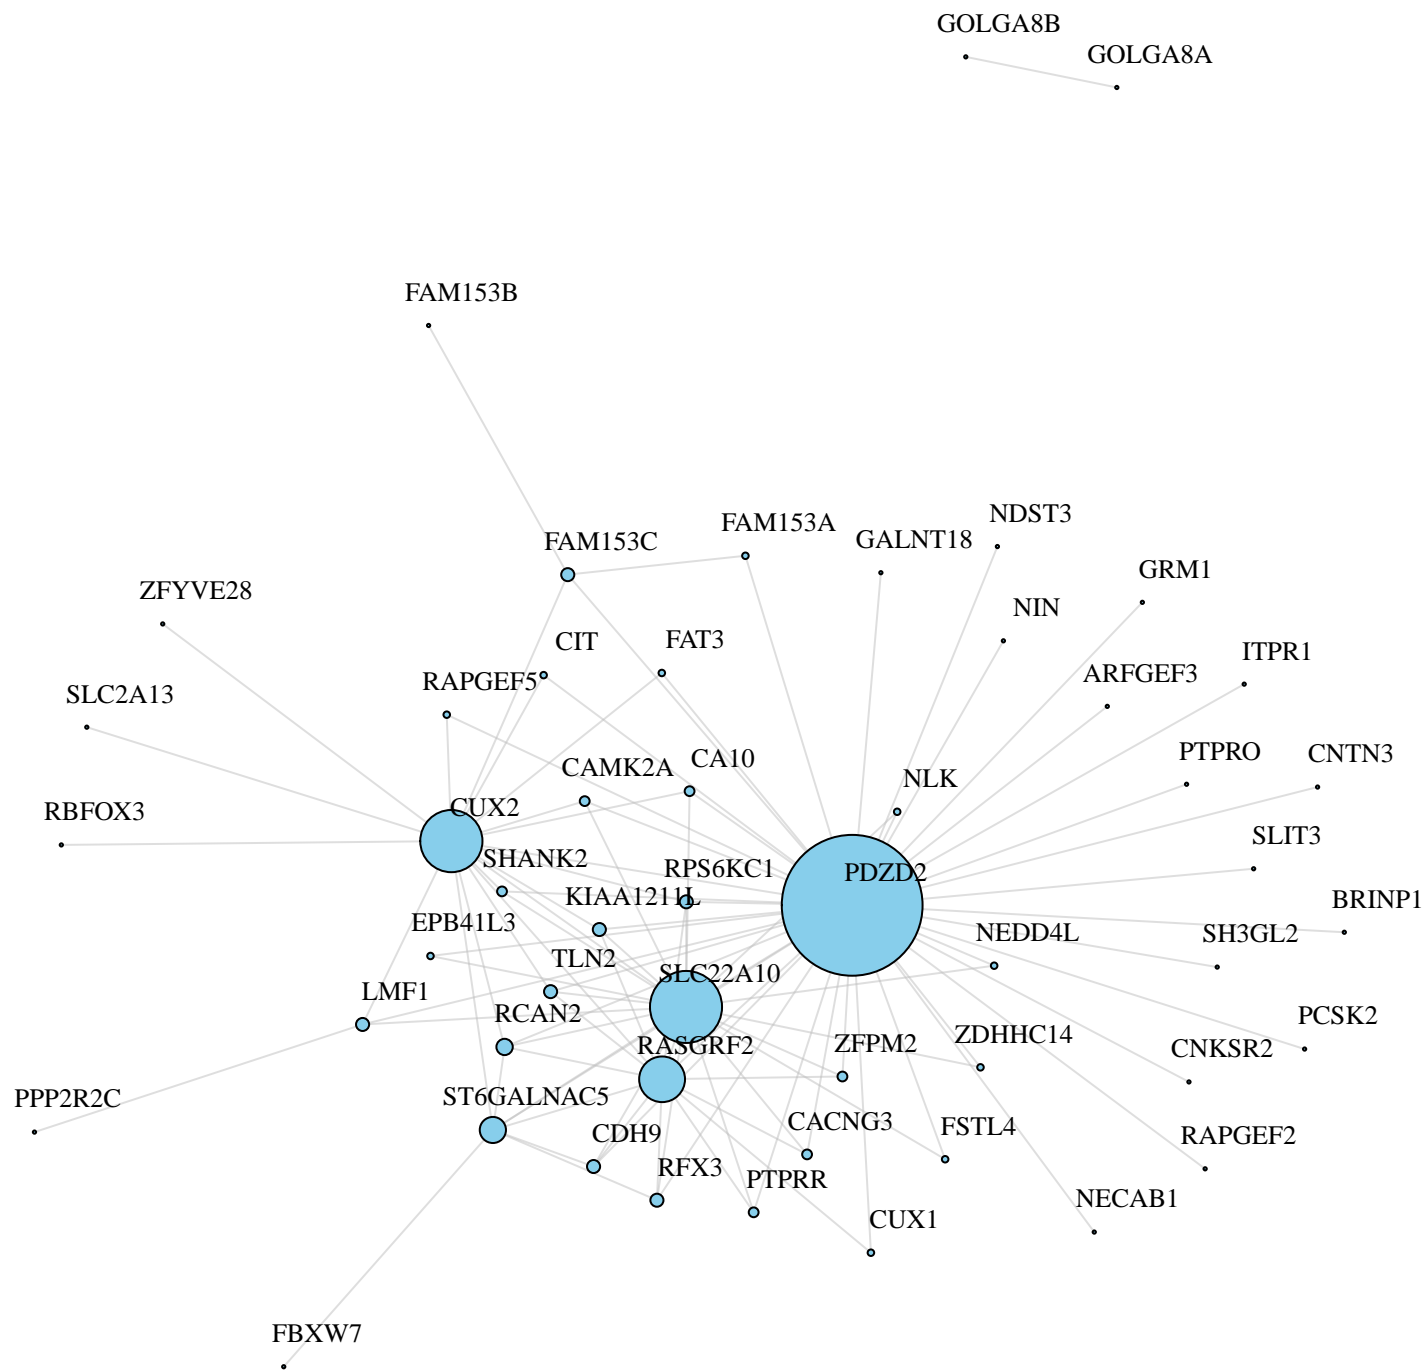 GOLGA8B
GOLGA8A
FAM153B
NDST3
FAM153A
GALNT18
FAM153C
GRM1
ZFYVE28
NIN
CIT
FAT3
ITPR1
ARFGEF3
RAPGEF5
SLC2A13
PTPRO
CNTN3
CA10
CAMK2A
NLK
CUX2
RBFOX3
SLIT3
SHANK2
RPS6KC1
PDZD2
KIAA1211L
BRINP1
EPB41L3
NEDD4L
SH3GL2
TLN2
SLC22A10
LMF1
RCAN2
PCSK2
ZDHHC14
RASGRF2
ZFPM2
CNKSR2
PPP2R2C
ST6GALNAC5
CACNG3
FSTL4
CDH9
RAPGEF2
RFX3
PTPRR
NECAB1
CUX1
FBXW7